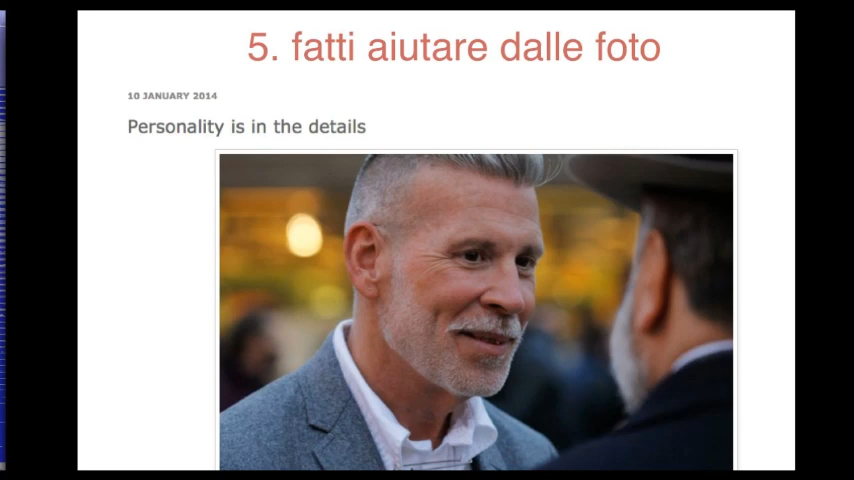 5. fatti aiutare dalle foto
10 JANUARY 2014
Personality is in the details